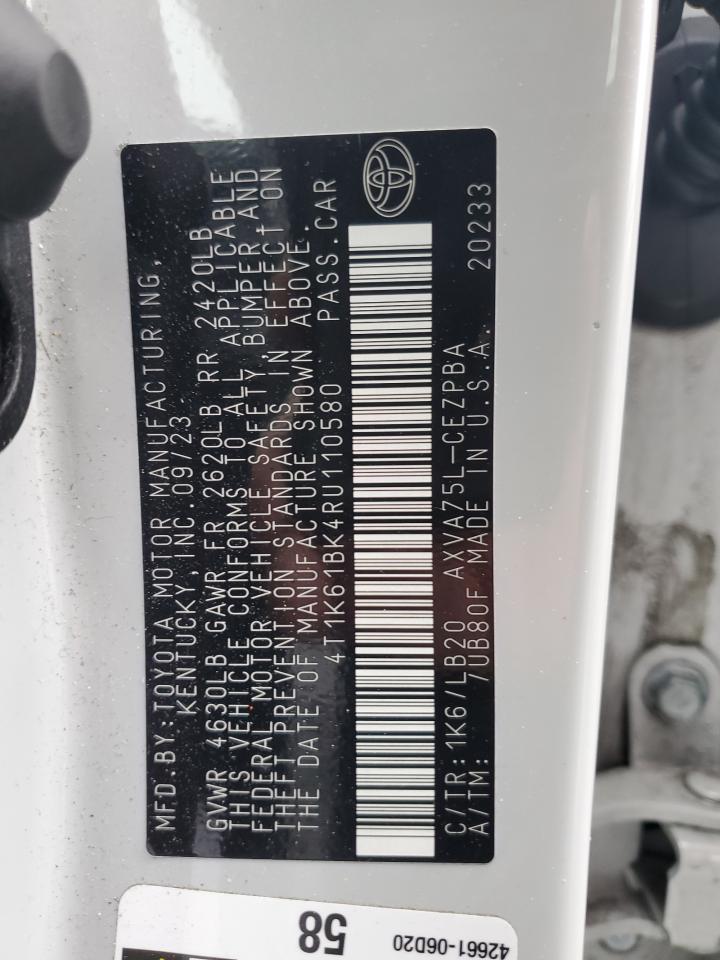 MFD.BY:TOYOTA MOTOR MANUFACTURING,
KENTUCKY,INC.09/23
GVWR 4630LB GAWR FR 2620LB RR 2420LB
THIS VEHICLE CONFORMS TO ALL APPLICABLE
FEDERAL MOTOR VEHICLE SAFETY, BUMPER,AND
THEFT PREVENTION STANDARDS IN EFFECT ON
THE DATE OF MANUFACTURE SHOWN ABOVE.
4T1K61BK4RU110580 PASS.CAR
C/TR:1K6/LB20 AXVA75L-CEZPBA
A/TM: 7UB80F MADE IN U.S.A. 20233
58
42661-06D20